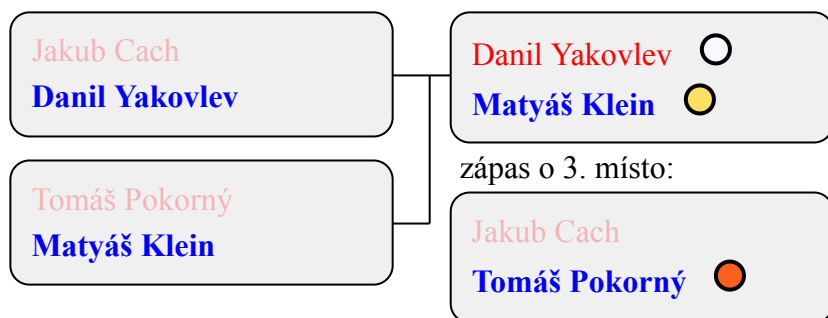 Jakub Cach
Danil Yakovlev
Tomáš Pokorný
Matyáš Klein
Danil Yakovlev
Matyáš Klein
zápas o 3. místo:
Jakub Cach
Tomáš Pokorný